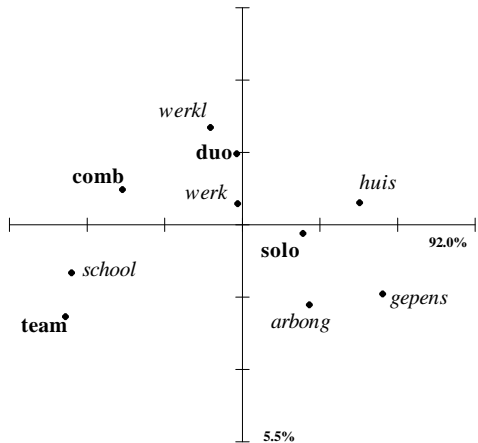 werkl
duo
comb
werk
huis
92.0%
solo
school
gepens
team
arbong
5.5%